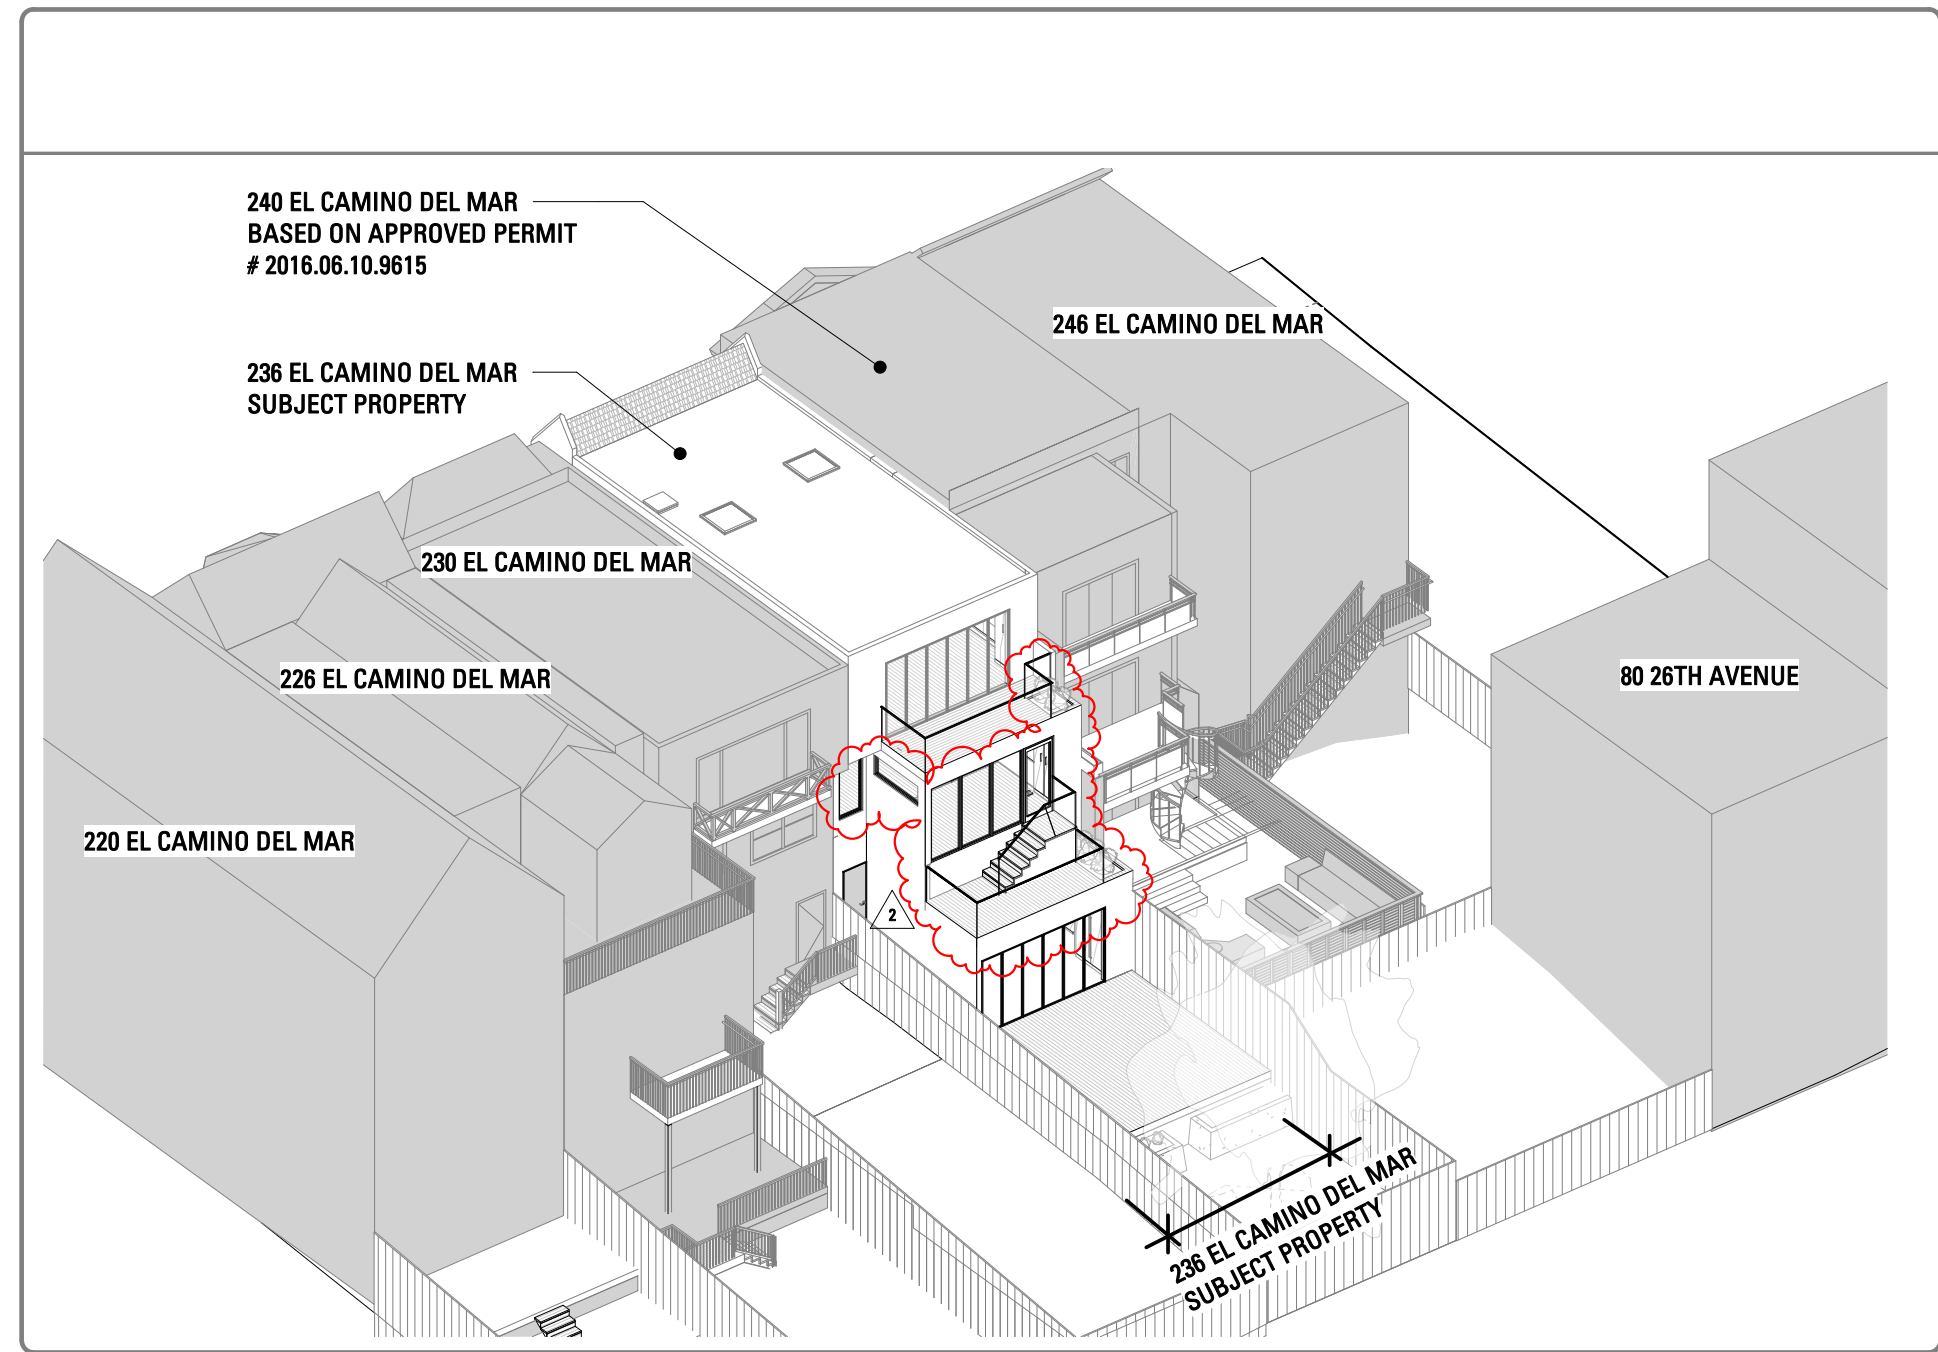 240 EL CAMINO DEL MAR
BASED ON APPROVED PERMIT
# 2016.06.10.9615
246 EL CAMINO DEL MAR
236 EL CAMINO DEL MAR
SUBJECT PROPERTY
230 EL CAMINO DEL MAR
226 EL CAMINO DEL MAR
80 26TH AVENUE
220 EL CAMINO DEL MAR
2
236 EL CAMINO DEL MAR
SUBJECT PROPERTY